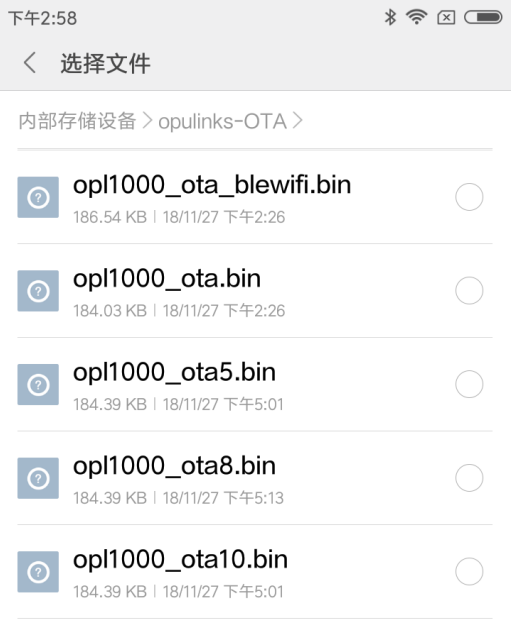 下午2:58
选择文件
内部存储设备 > opulinks-OTA >
opl1000_ota_blewifi.bin
186.54 KB | 18/11/27 下午2:26
opl1000_ota.bin
184.03 KB | 18/11/27 下午2:26
opl1000_ota5.bin
184.39 KB | 18/11/27 下午5:01
opl1000_ota8.bin
184.39 KB | 18/11/27 下午5:13
opl1000_ota10.bin
184.39 KB | 18/11/27 下午5:01